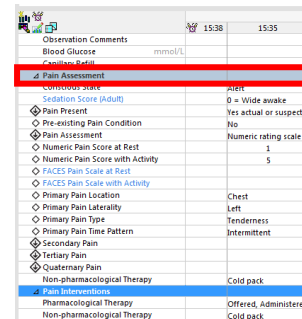 15:38 15:35
Observation Comments
Blood Glucose mmol/L
Capillary Refill
Pain Assessment
Conscious State Alert
Sedation Score (Adult) 0 = Wide awake
Pain Present Yes actual or suspect
Pre-existing Pain Condition No
Pain Assessment Numeric rating scale
Numeric Pain Score at Rest 1
Numeric Pain Score with Activity 5
FACES Pain Scale at Rest
FACES Pain Scale with Activity
Primary Pain Location Chest
Primary Pain Laterality Left
Primary Pain Type Tenderness
Primary Pain Time Pattern Intermittent
Secondary Pain
Tertiary Pain
Quaternary Pain
Non-pharmacological Therapy Cold pack
Pain Interventions
Pharmacological Therapy Offered, Administere
Non-pharmacological Therapy Cold pack